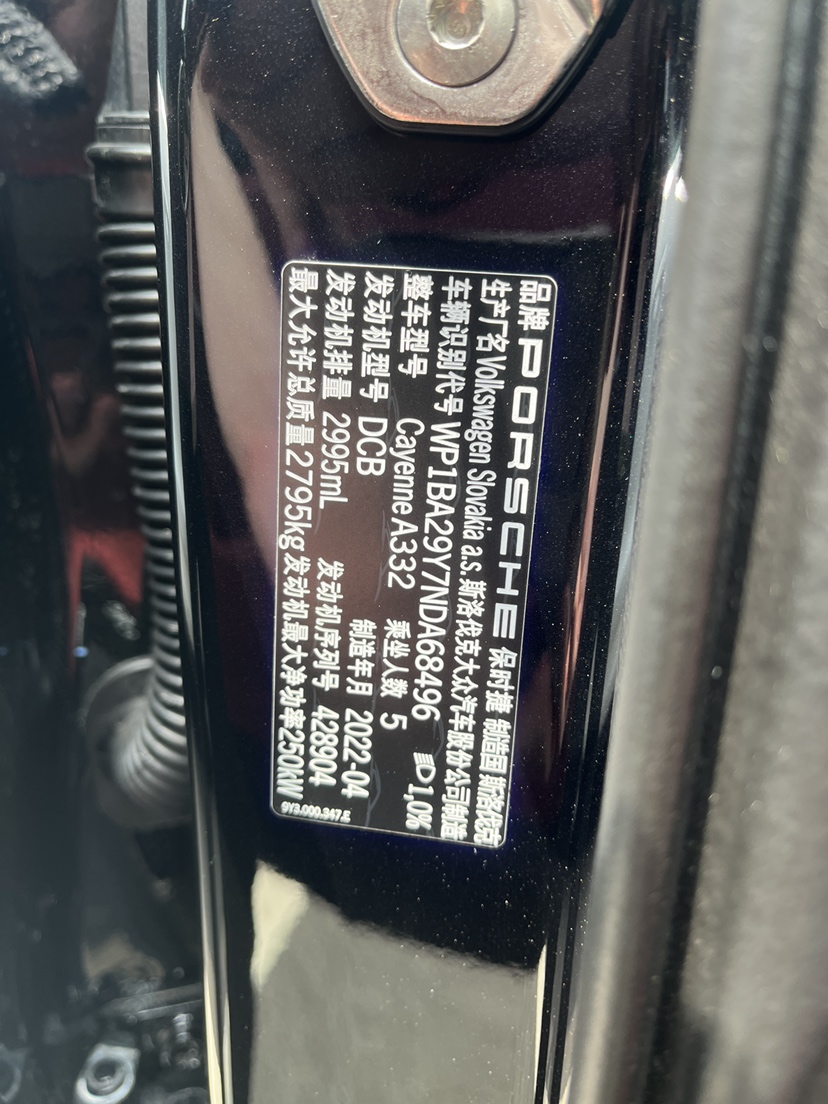 品牌 PORSCHE 保时捷 制造国 斯洛伐克
生产厂名 Volkswagen Slovakia a.s. 斯洛伐克大众汽车股份公司制造
车辆识别代号 WP1BA29Y7NDA68496 1,0%
整车型号 Cayenne A332 乘坐人数 5
发动机型号 DCB 制造年月 2022-04
发动机排量 2995mL 发动机序列号 428904
最大允许总质量 2795kg 发动机最大净功率 250kW
9Y3.000.347.E